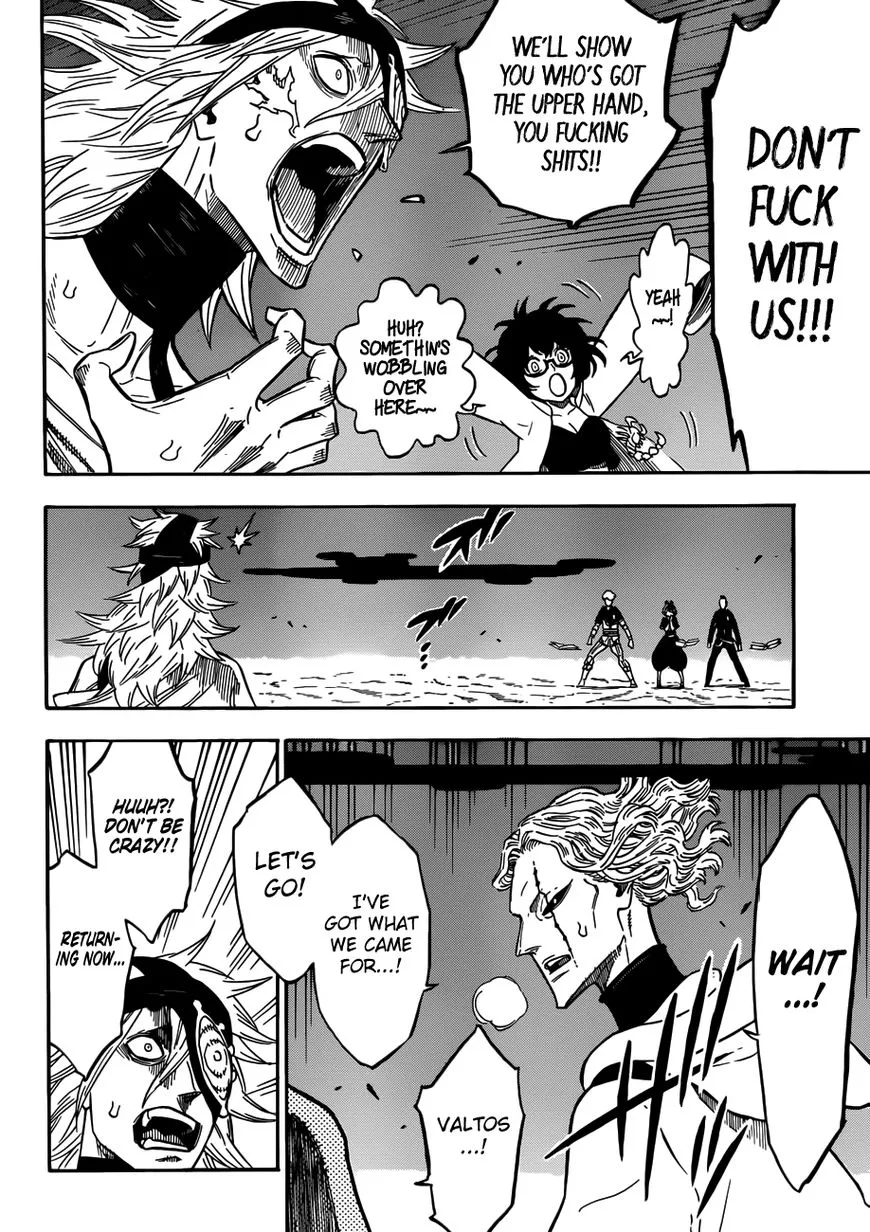 DON'T
FUCK
WITH
US!!!
WE'LL SHOW
YOU WHO'S GOT
THE UPPER HAND,
YOU FUCKING
SHITS!!
YEAH
~~!
HUH?
SOMETHIN'S
WOBBLING
OVER
HERE~~
WAIT
...!
VALTOS
...!
I'VE
GOT WHAT
WE CAME
FOR...!
LET'S
GO!
HUUH?!
DON'T BE
CRAZY!!
RETURN-
ING NOW...